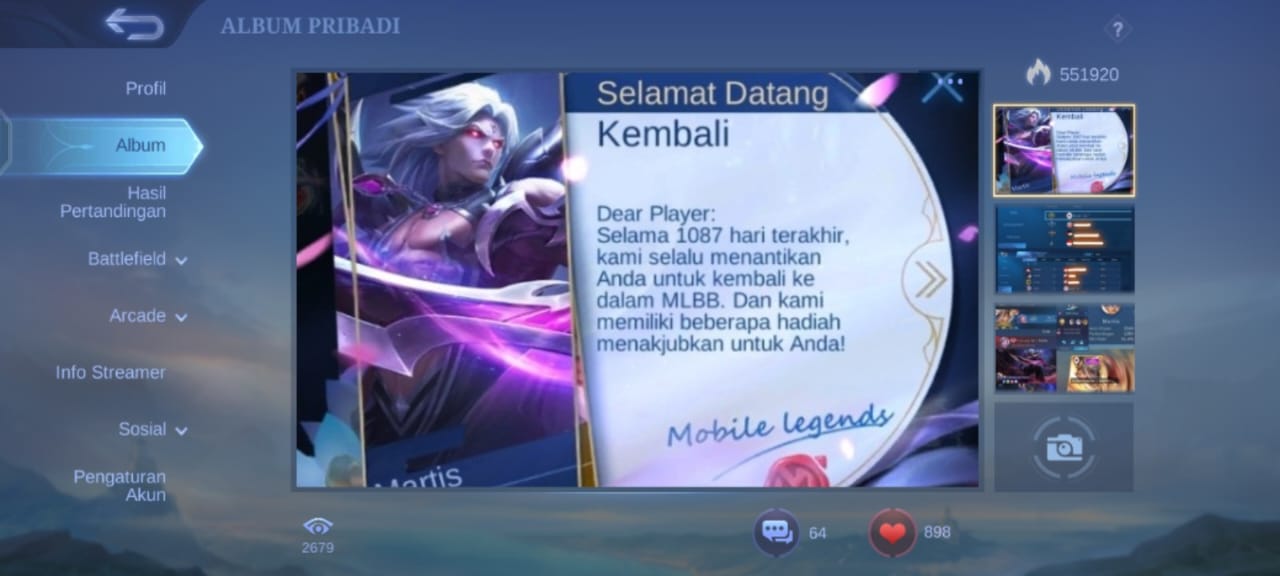 ALBUM PRIBADI
?
Profil
Album
Hasil
Pertandingan
Battlefield
Arcade
Info Streamer
Sosial
Pengaturan
Akun
Selamat Datang
Kembali
Dear Player:
Selama 1087 hari terakhir,
kami selalu menantikan
Anda untuk kembali ke
dalam MLBB. Dan kami
memiliki beberapa hadiah
menakjubkan untuk Anda!
Mobile legends
Martis
551920
Kembali
2679
64
898